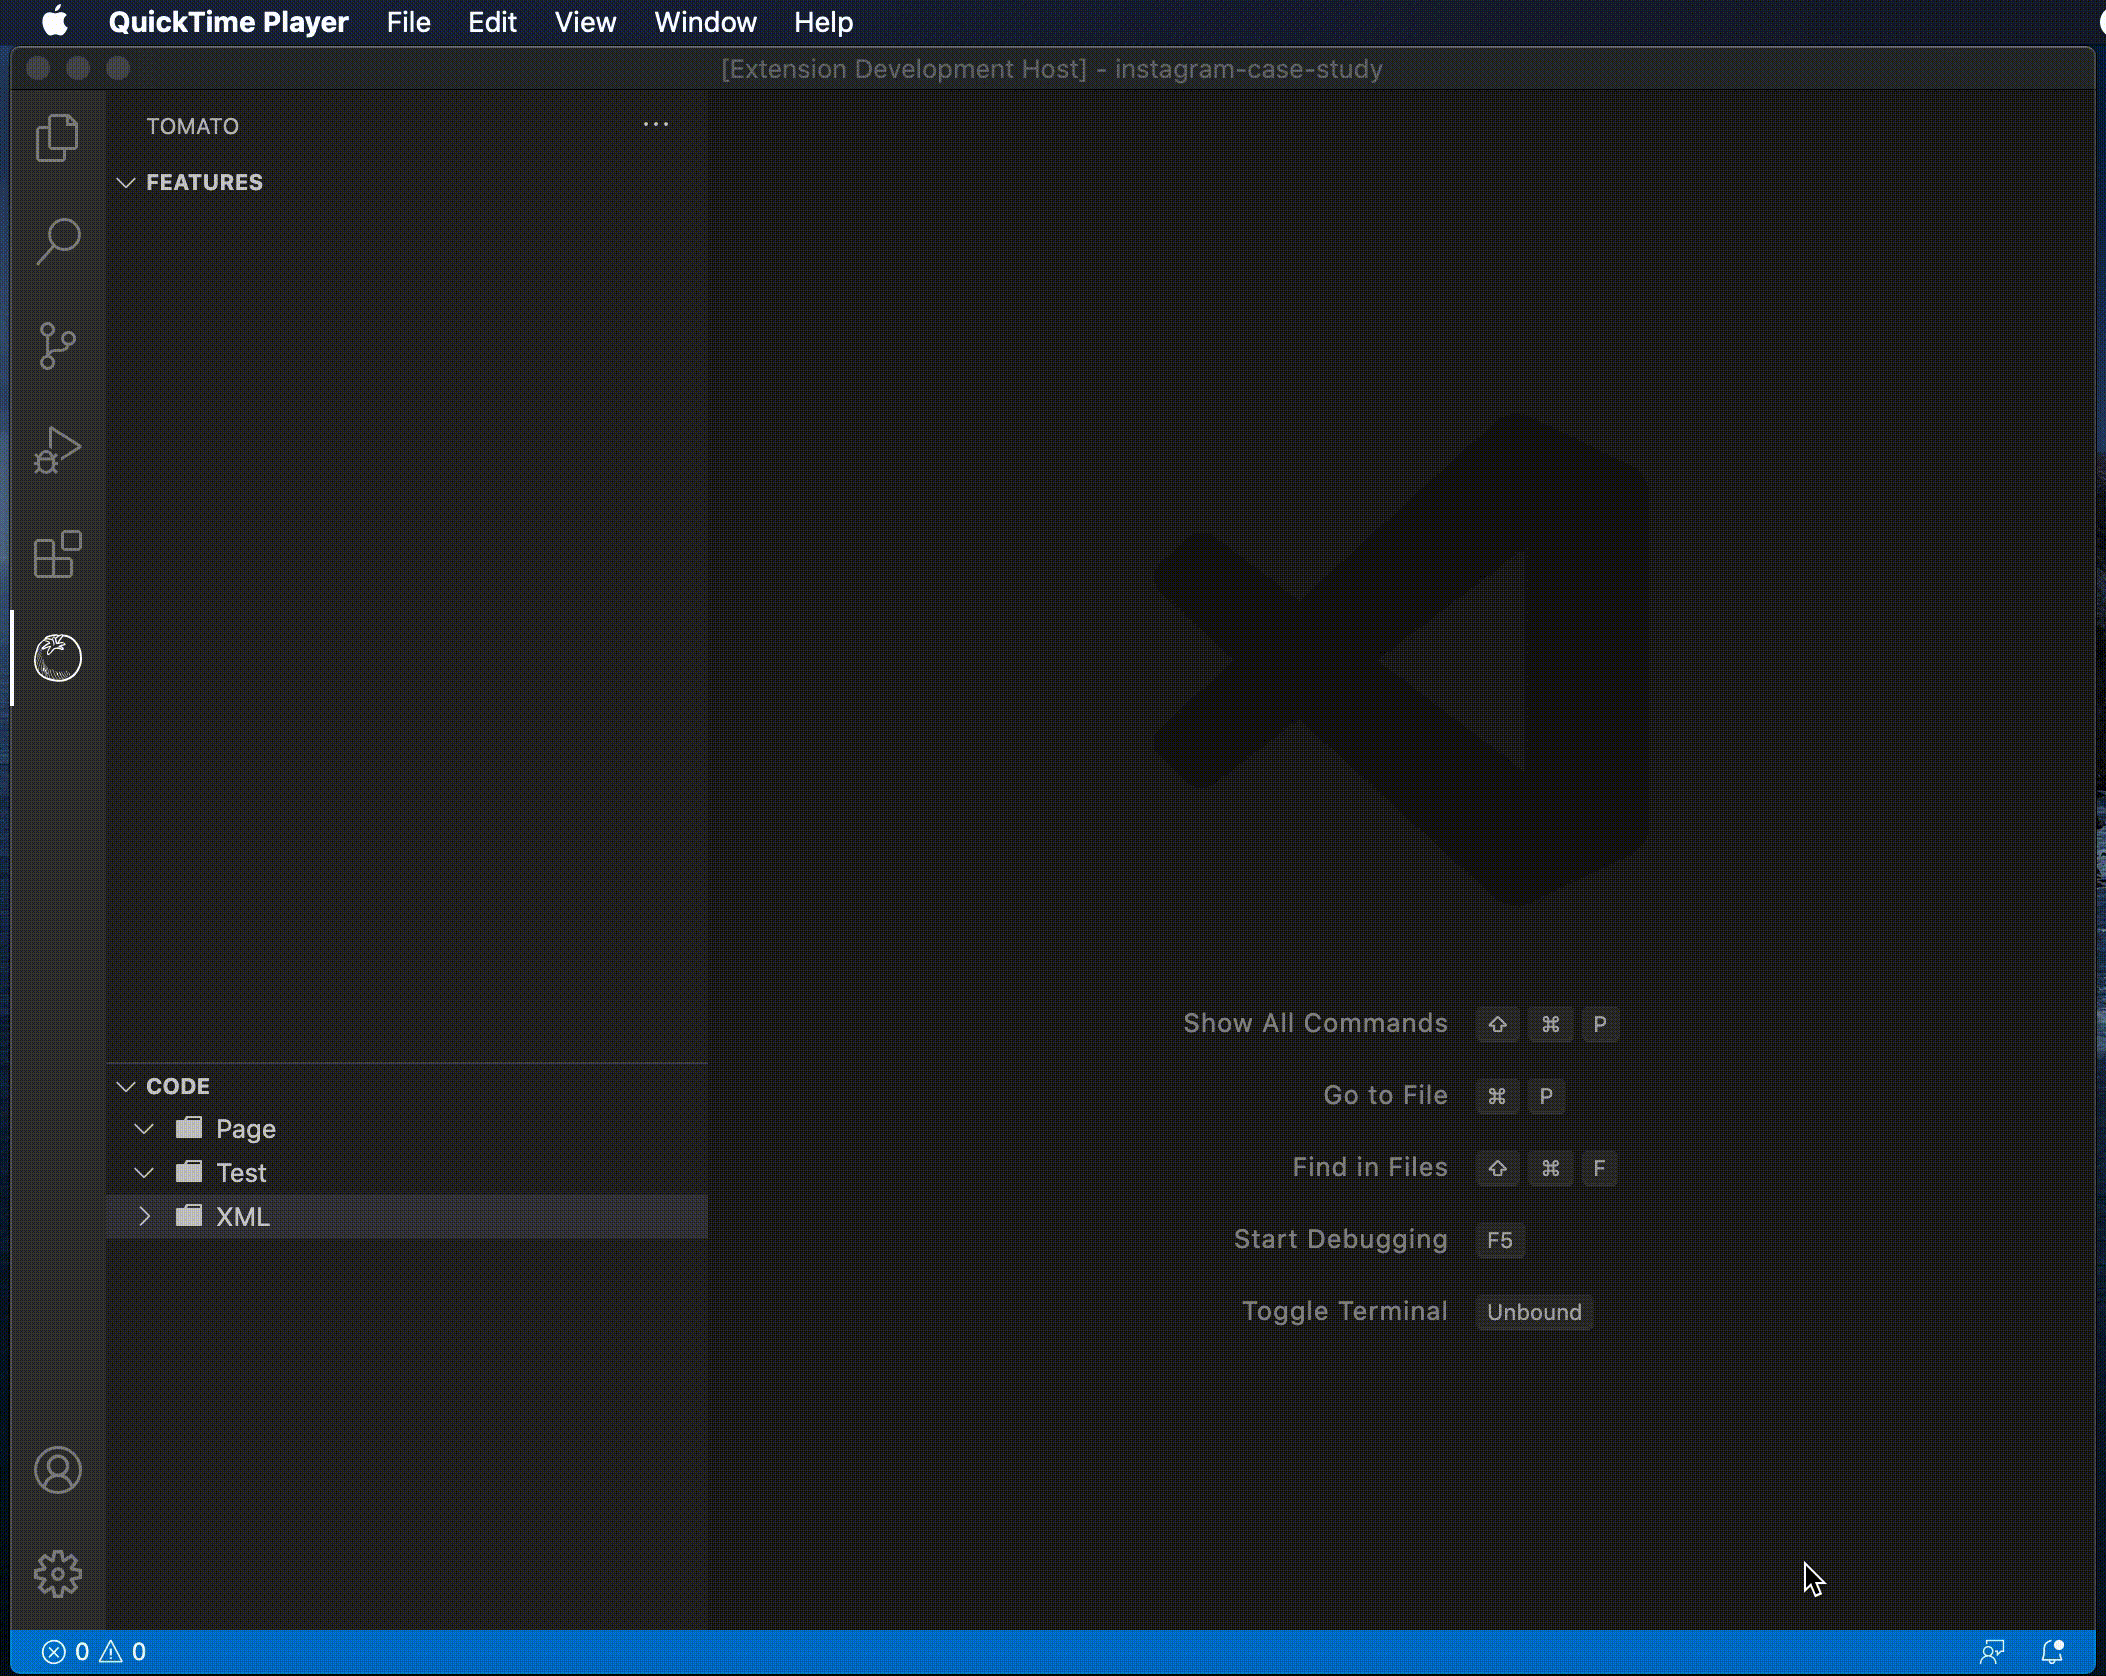 QuickTime Player File Edit View Window Help
[Extension Development Host] - instagram-case-study
TOMATO ...
FEATURES
CODE
Page
Test
XML
Show All Commands ⇧ ⌘ P
Go to File ⌘ P
Find in Files ⇧ ⌘ F
Start Debugging F5
Toggle Terminal Unbound
0 0